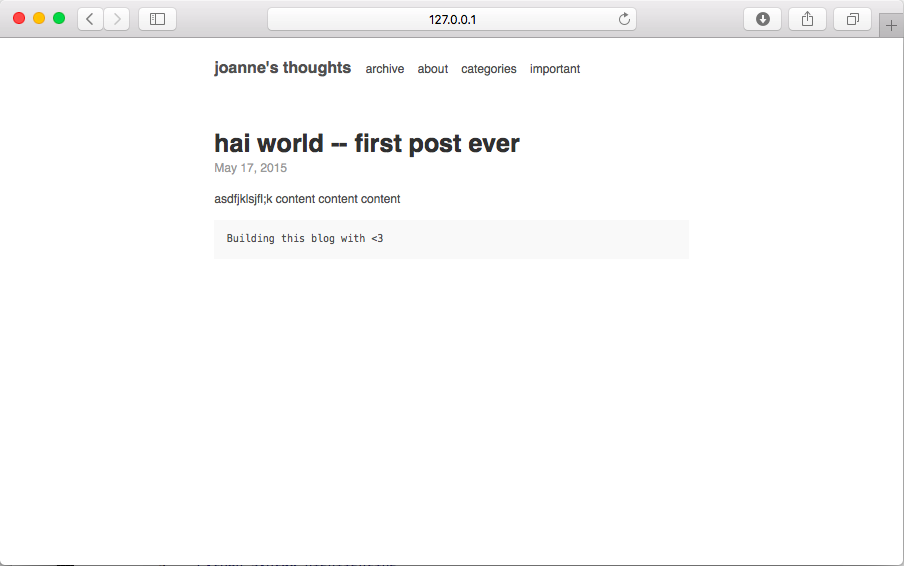 127.0.0.1
joanne's thoughts archive about categories important
hai world -- first post ever
May 17, 2015
asdfjklsjfl;k content content content
Building this blog with <3